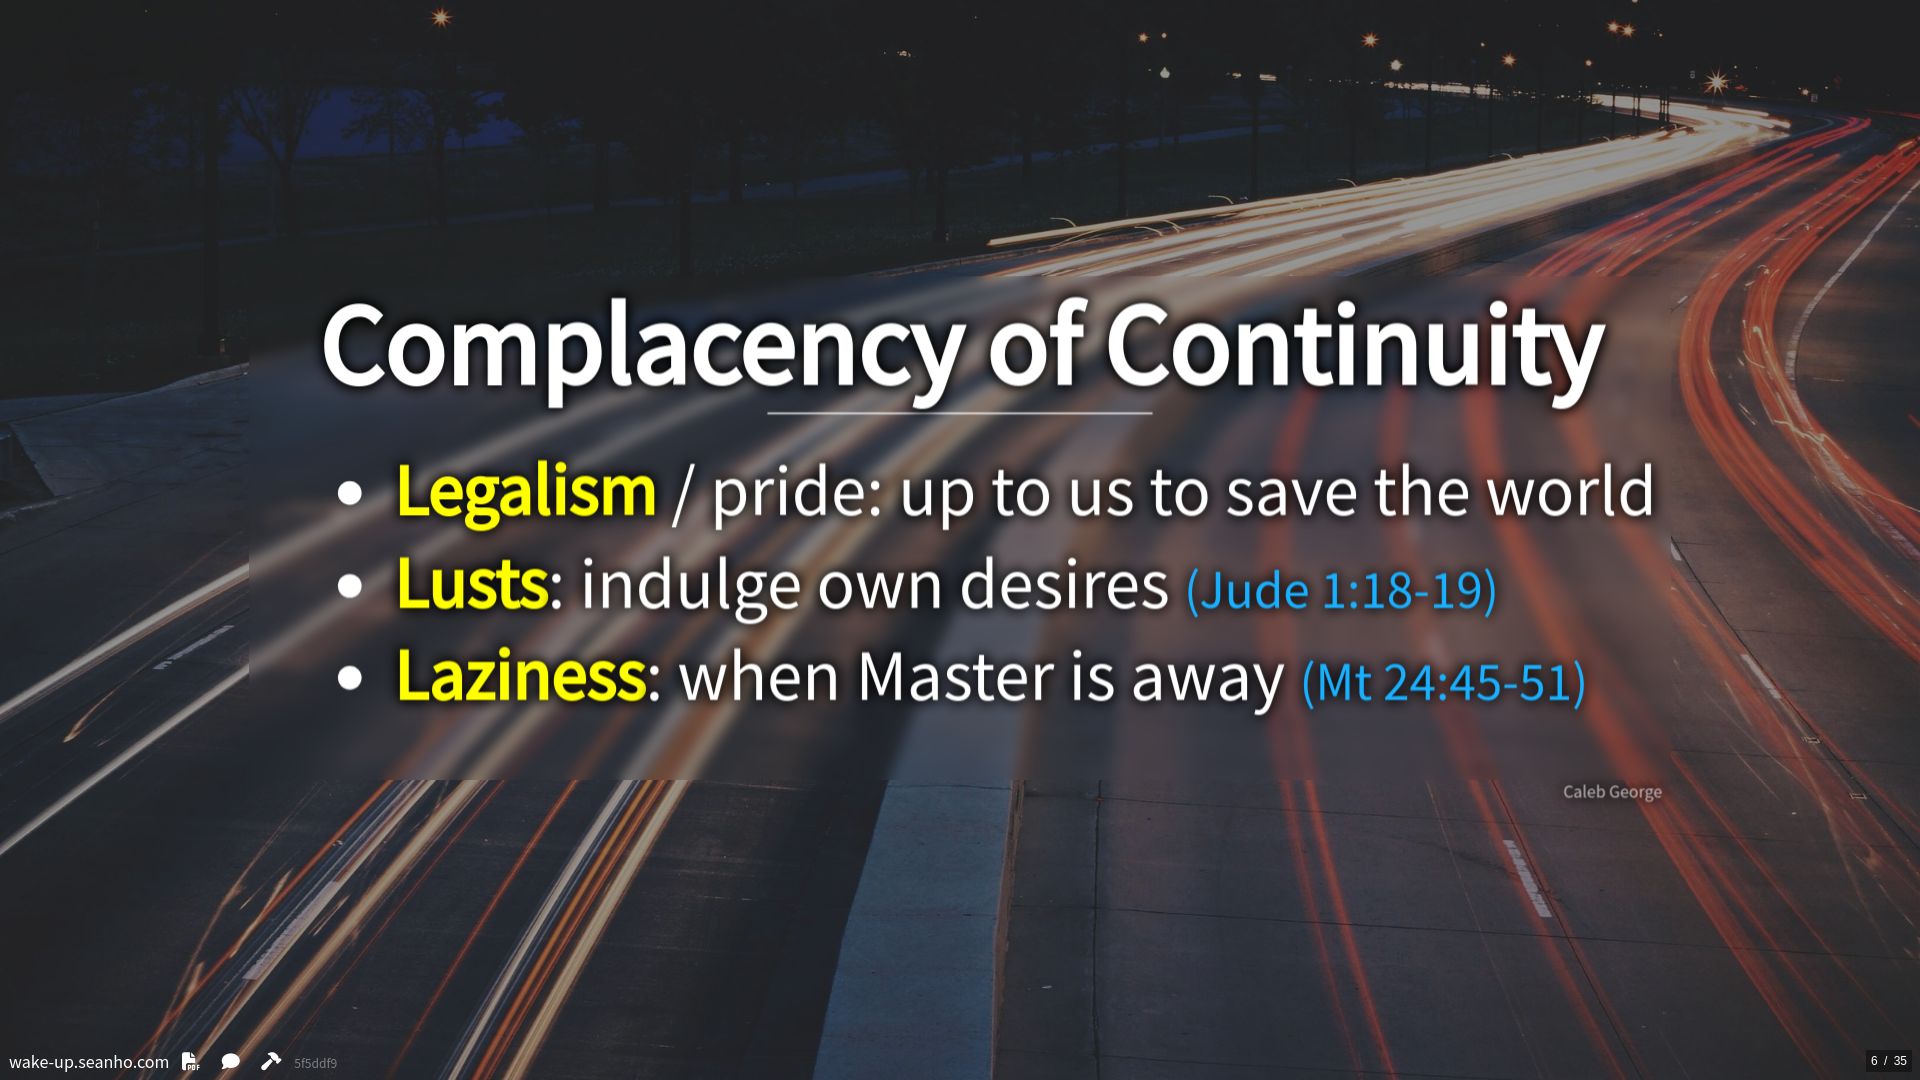 Complacency of Continuity
Legalism / pride: up to us to save the world
Lusts: indulge own desires (Jude 1:18-19)
Laziness: when Master is away (Mt 24:45-51)
Caleb George
wake-up.seanho.com PDF 5f5ddf9
6 / 35